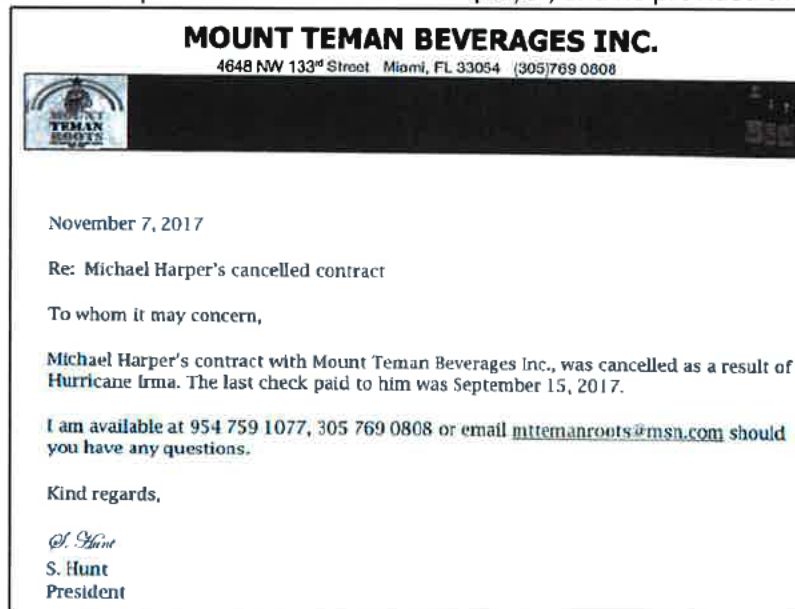 MOUNT TEMAN BEVERAGES INC.
4648 NW 133rd Street Miami, FL 33054 (305)769 0808
MOUNT
TEMAN
ROOTS
November 7, 2017
Re: Michael Harper's cancelled contract
To whom it may concern,
Michael Harper's contract with Mount Teman Beverages Inc., was cancelled as a result of
Hurricane Irma. The last check paid to him was September 15, 2017.
I am available at 954 759 1077, 305 769 0808 or email mttemanroots@msn.com should
you have any questions.
Kind regards,
S. Hunt
S. Hunt
President